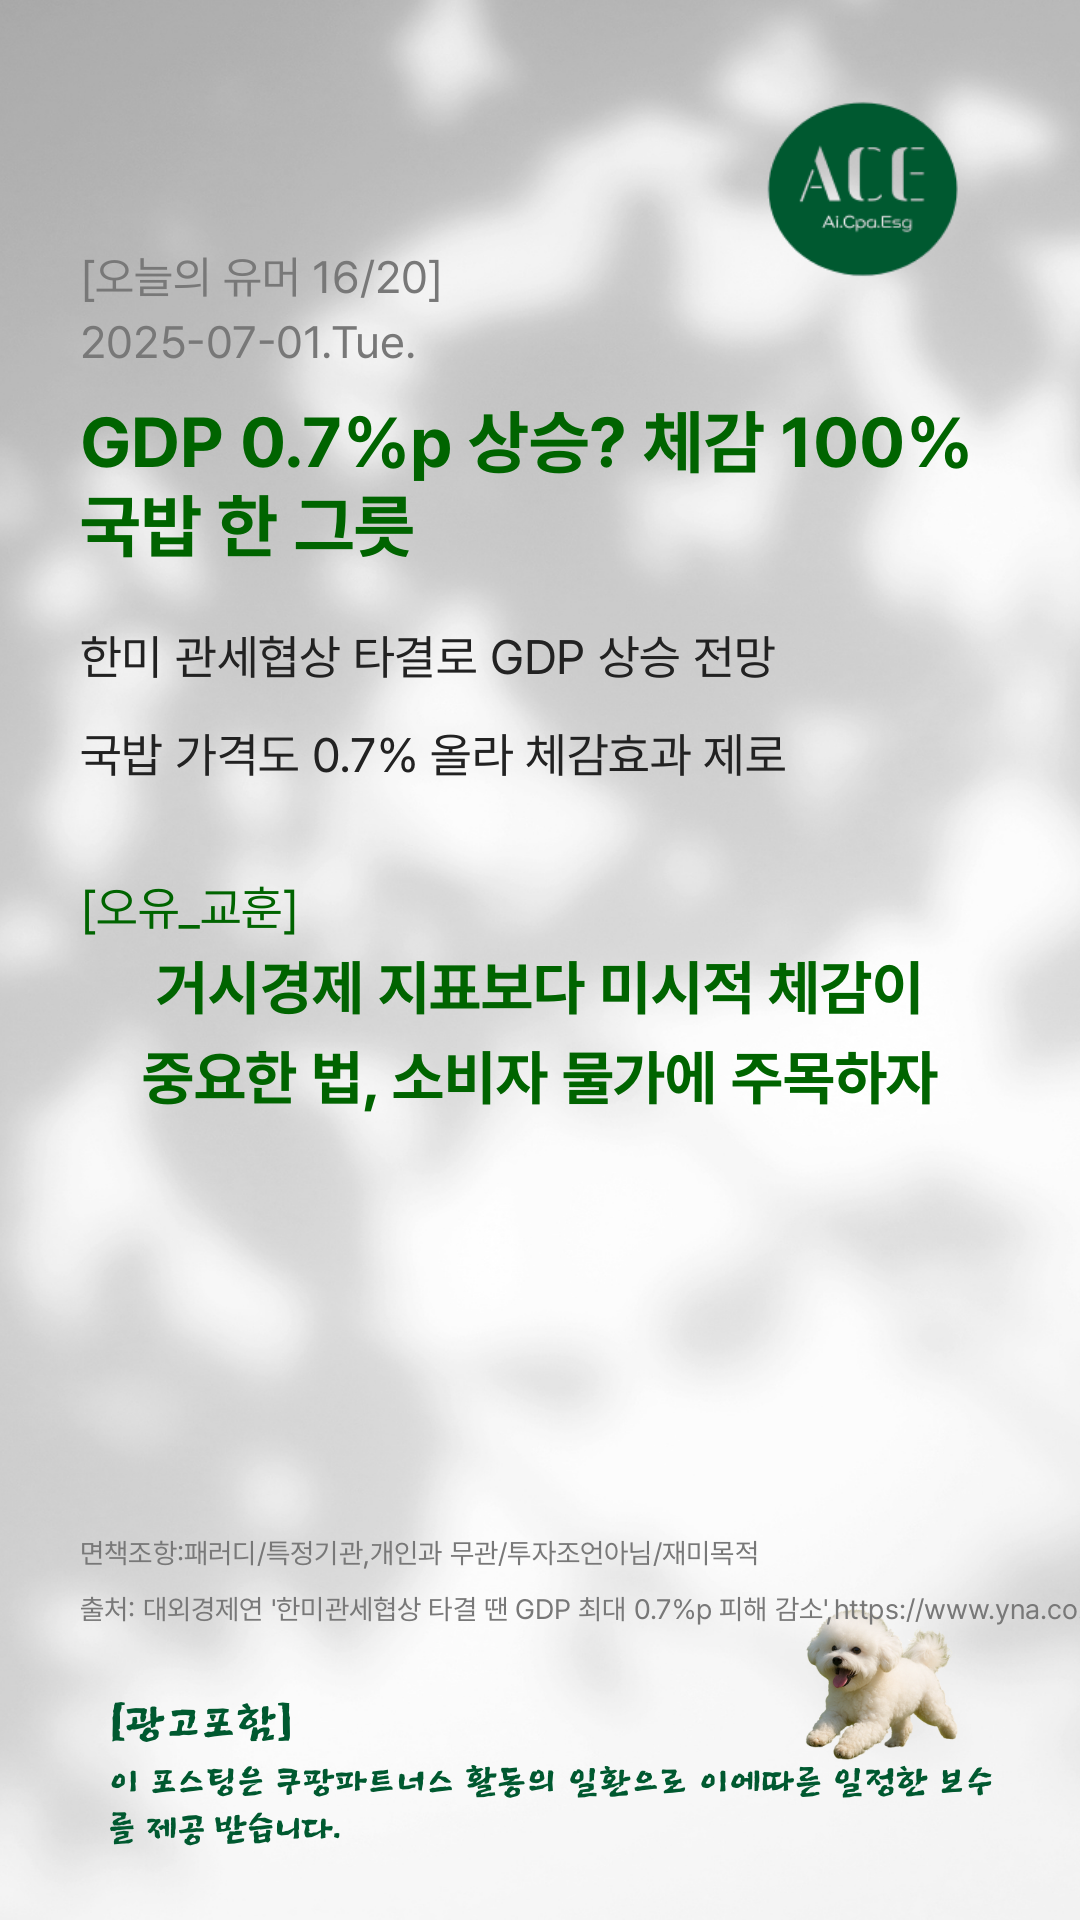 ACE
Ai.Cpa.Esg
[오늘의 유머 16/20]
2025-07-01.Tue.
GDP 0.7%p 상승? 체감 100%
국밥 한 그릇
한미 관세협상 타결로 GDP 상승 전망
국밥 가격도 0.7% 올라 체감효과 제로
[오유_교훈]
거시경제 지표보다 미시적 체감이
중요한 법, 소비자 물가에 주목하자
면책조항:패러디/특정기관,개인과 무관/투자조언아님/재미목적
출처: 대외경제연 '한미관세협상 타결 땐 GDP 최대 0.7%p 피해 감소',https://www.yna.co
[광고포함]
이 포스팅은 쿠팡파트너스 활동의 일환으로 이에따른 일정한 보수
를 제공 받습니다.